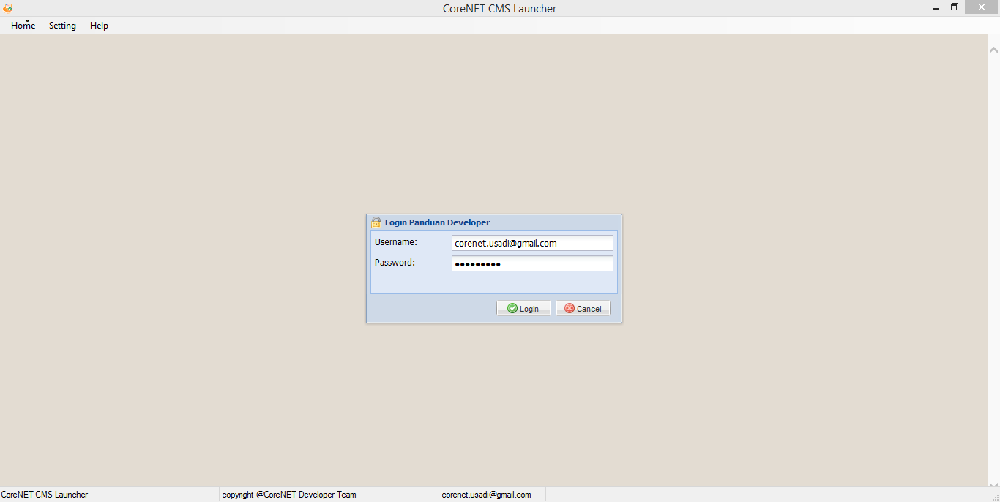 CoreNET CMS Launcher
Home Setting Help
Login Panduan Developer
Username: corenet.usadi@gmail.com
Password: •••••••••
Login Cancel
CoreNET CMS Launcher copyright @CoreNET Developer Team corenet.usadi@gmail.com